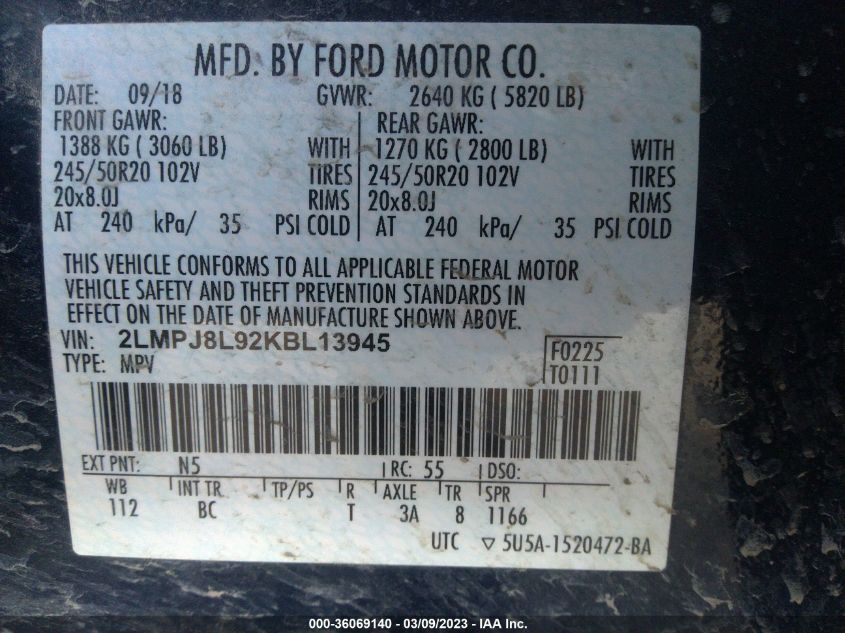 MFD. BY FORD MOTOR CO.
DATE: 09/18 GVWR: 2640 KG ( 5820 LB)
FRONT GAWR: REAR GAWR:
1388 KG ( 3060 LB) WITH 1270 KG ( 2800 LB) WITH
245/50R20 102V TIRES 245/50R20 102V TIRES
20x8.0J RIMS 20x8.0J RIMS
AT 240 kPa/ 35 PSI COLD AT 240 kPa/ 35 PSI COLD
THIS VEHICLE CONFORMS TO ALL APPLICABLE FEDERAL MOTOR
VEHICLE SAFETY AND THEFT PREVENTION STANDARDS IN
EFFECT ON THE DATE OF MANUFACTURE SHOWN ABOVE.
VIN: 2LMPJ8L92KBL13945 F0225
TYPE: MPV T0111
EXT PNT: N5 RC: 55 DSO:
WB INT TR TP/PS R AXLE TR SPR
112 BC T 3A 8 1166
UTC ▽ 5U5A-1520472-BA
000-36069140 - 03/09/2023 - IAA Inc.